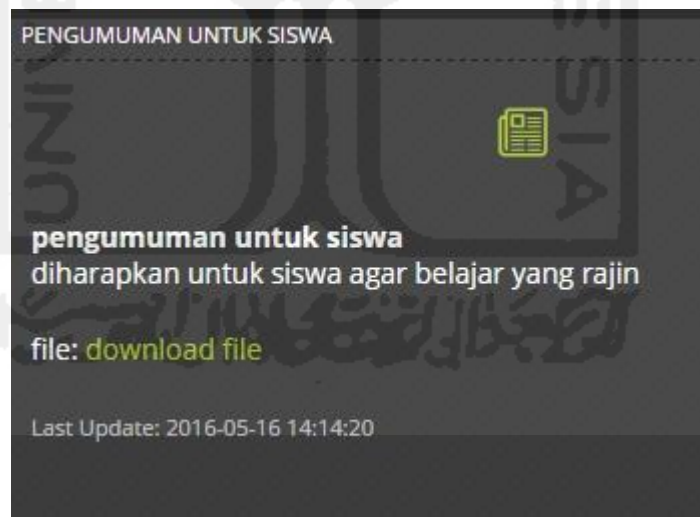 PENGUMUMAN UNTUK SISWA
pengumuman untuk siswa
diharapkan untuk siswa agar belajar yang rajin
file: download file
Last Update: 2016-05-16 14:14:20